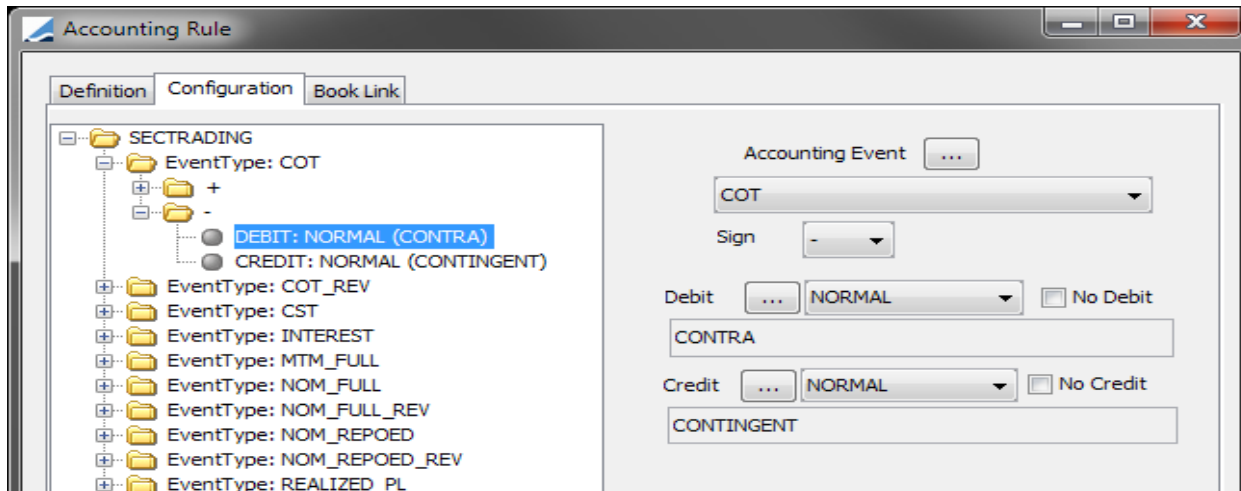 Accounting Rule
Definition Configuration Book Link
SECTRADING
EventType: COT
+
-
DEBIT: NORMAL (CONTRA)
CREDIT: NORMAL (CONTINGENT)
EventType: COT_REV
EventType: CST
EventType: INTEREST
EventType: MTM_FULL
EventType: NOM_FULL
EventType: NOM_FULL_REV
EventType: NOM_REPOED
EventType: NOM_REPOED_REV
EventType: REALIZED_PL
Accounting Event ...
COT
Sign -
Debit ... NORMAL No Debit
CONTRA
Credit ... NORMAL No Credit
CONTINGENT